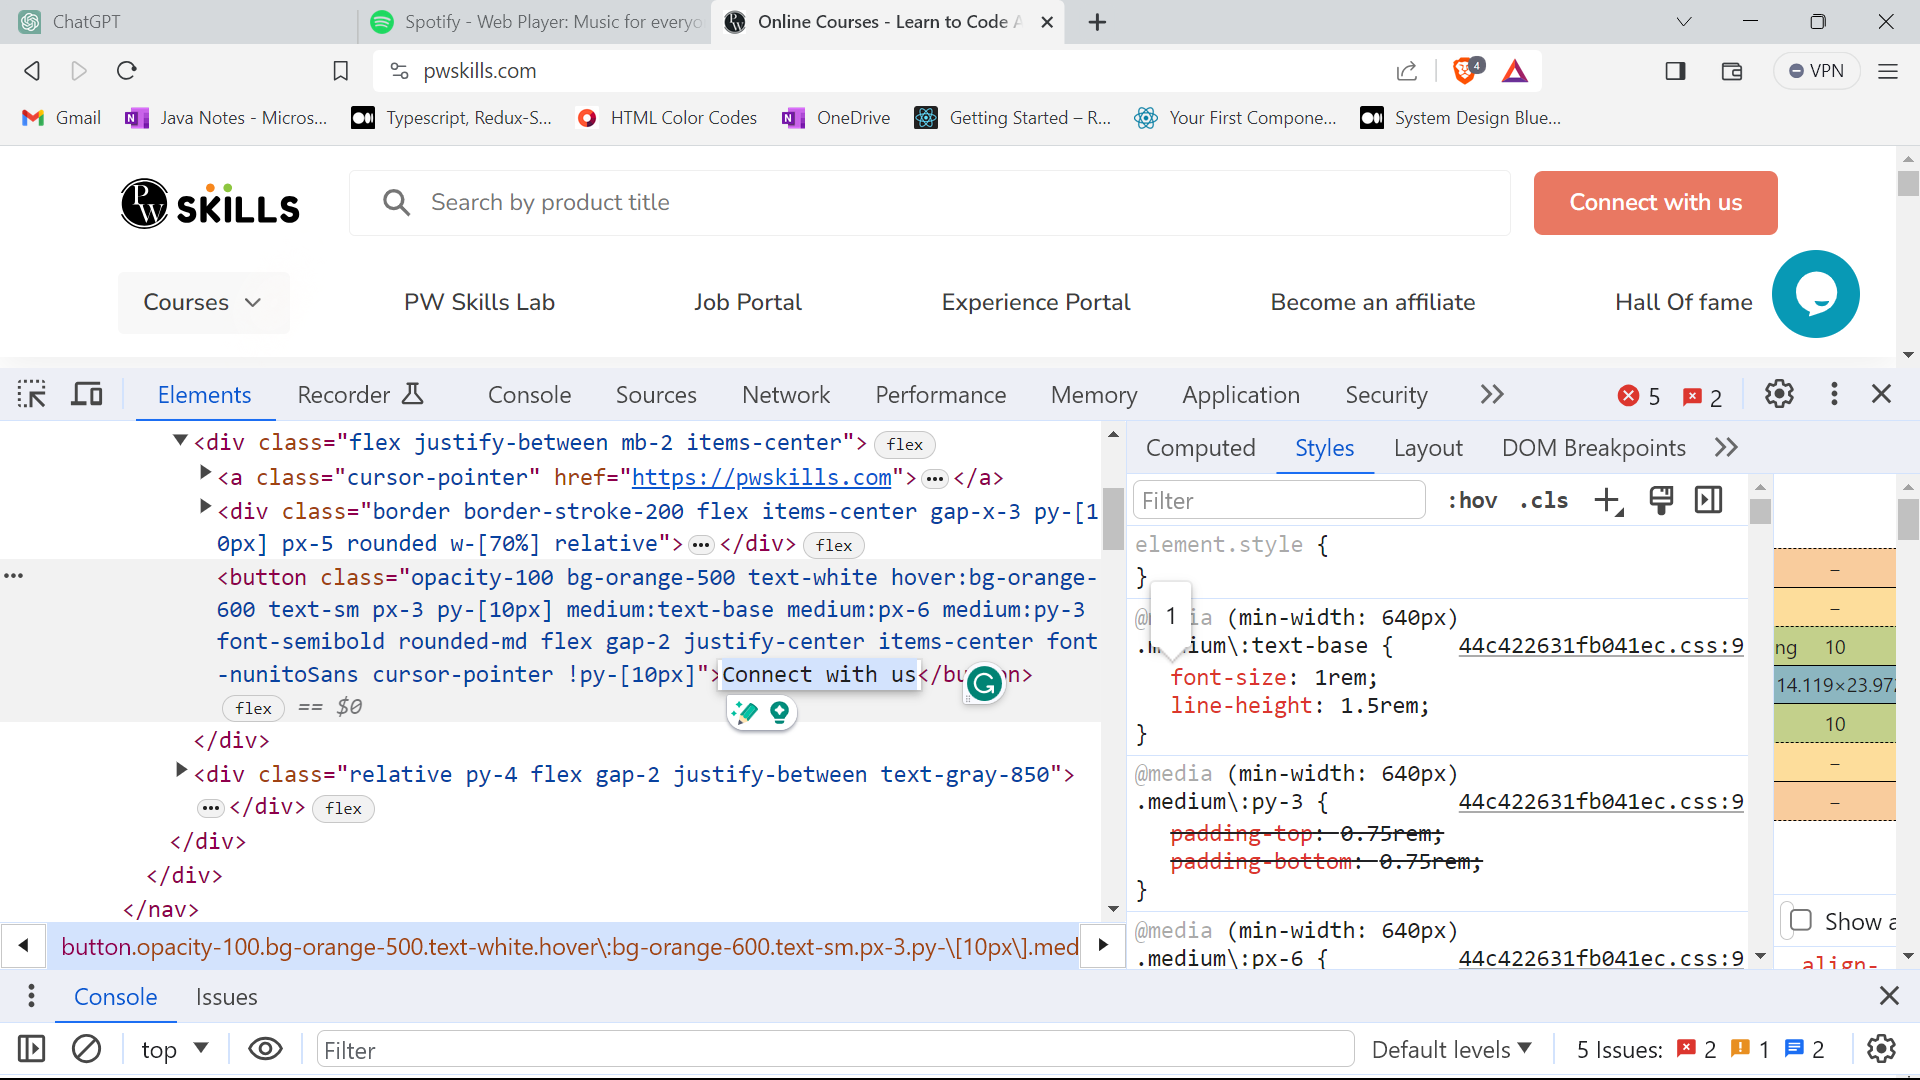 ChatGPT
Spotify - Web Player: Music for everyo
Online Courses - Learn to Code A
pwskills.com
4
VPN
Gmail
Java Notes - Micros...
Typescript, Redux-S...
HTML Color Codes
OneDrive
Getting Started – R...
Your First Compone...
System Design Blue...
PW SKILLS
Search by product title
Connect with us
Courses
PW Skills Lab
Job Portal
Experience Portal
Become an affiliate
Hall Of fame
Elements
Recorder
Console
Sources
Network
Performance
Memory
Application
Security
5
2
<div class="flex justify-between mb-2 items-center"> flex
<a class="cursor-pointer" href="https://pwskills.com"> ••• </a>
<div class="border border-stroke-200 flex items-center gap-x-3 py-[1
0px] px-5 rounded w-[70%] relative"> ••• </div> flex
<button class="opacity-100 bg-orange-500 text-white hover:bg-orange-
600 text-sm px-3 py-[10px] medium:text-base medium:px-6 medium:py-3
font-semibold rounded-md flex gap-2 justify-center items-center font
-nunitoSans cursor-pointer !py-[10px]">Connect with us</bu on>
flex == $0
</div>
<div class="relative py-4 flex gap-2 justify-between text-gray-850">
••• </div> flex
</div>
</div>
</nav>
button.opacity-100.bg-orange-500.text-white.hover\:bg-orange-600.text-sm.px-3.py-\[10px\].med
Computed
Styles
Layout
DOM Breakpoints
Filter
:hov
.cls
element.style {
}
1
@media (min-width: 640px)
.medium\:text-base {
44c422631fb041ec.css:9
font-size: 1rem;
line-height: 1.5rem;
}
@media (min-width: 640px)
.medium\:py-3 {
44c422631fb041ec.css:9
padding-top: 0.75rem;
padding-bottom: 0.75rem;
}
@media (min-width: 640px)
.medium\:px-6 {
44c422631fb041ec.css:9
–
–
ng 10
14.119×23.972
10
–
–
Show a
align-
Console
Issues
top
Filter
Default levels
5 Issues:
2
1
2